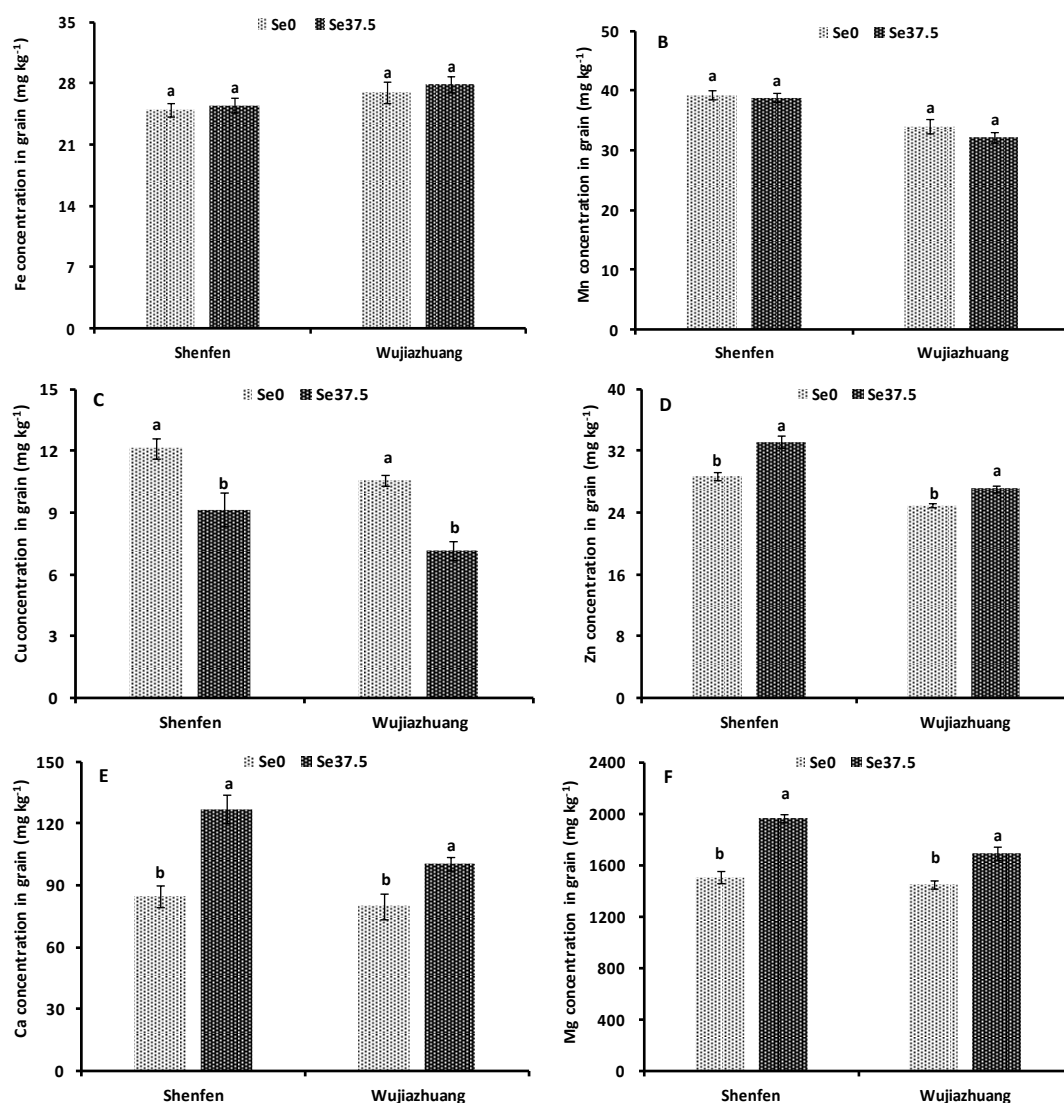 Se0 Se37.5
Fe concentration in grain (mg kg-1)
35
28
21
14
7
0
a
a
a
a
Shenfen
Wujiazhuang
B
Se0 Se37.5
Mn concentration in grain (mg kg-1)
50
40
30
20
10
0
a
a
a
a
Shenfen
Wujiazhuang
C
Se0 Se37.5
Cu concentration in grain (mg kg-1)
15
12
9
6
3
0
a
b
a
b
Shenfen
Wujiazhuang
D
Se0 Se37.5
Zn concentration in grain (mg kg-1)
40
32
24
16
8
0
b
a
b
a
Shenfen
Wujiazhuang
E
Se0 Se37.5
Ca concentration in grain (mg kg-1)
150
120
90
60
30
0
b
a
b
a
Shenfen
Wujiazhuang
F
Se0 Se37.5
Mg concentration in grain (mg kg-1)
2400
2000
1600
1200
800
400
0
b
a
b
a
Shenfen
Wujiazhuang